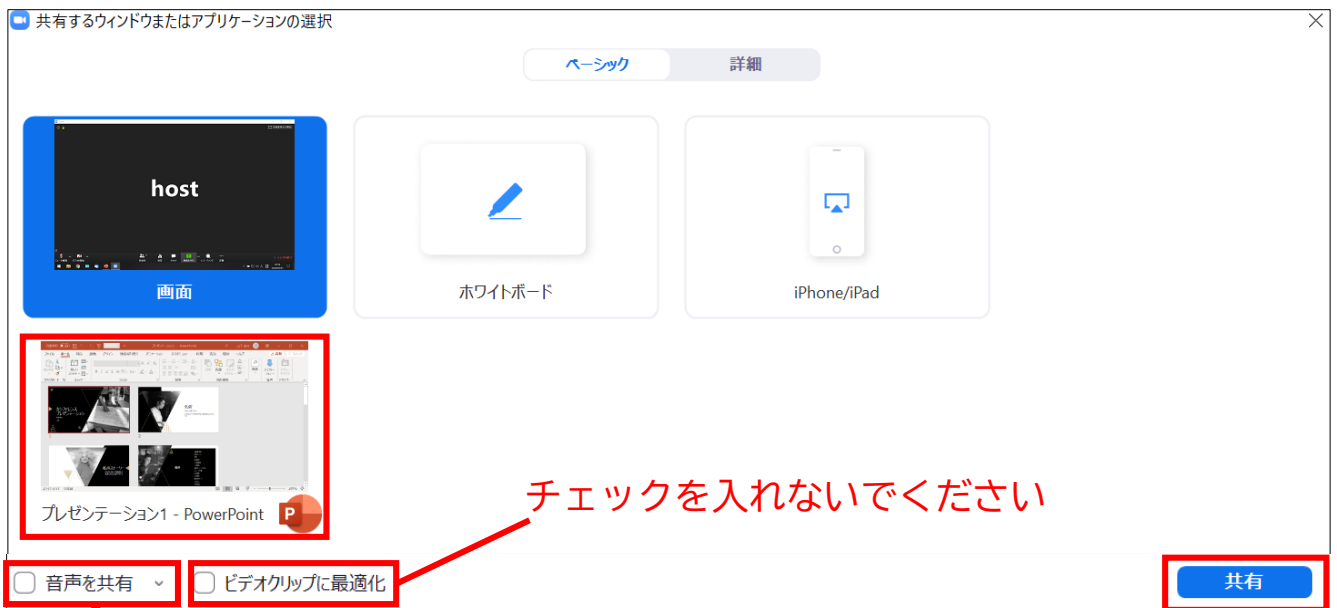 共有するウィンドウまたはアプリケーションの選択
ベーシック
詳細
host
画面
ホワイトボード
iPhone/iPad
プレゼンテーション1 - PowerPoint
P
チェックを入れないでください
音声を共有
ビデオクリップに最適化
共有